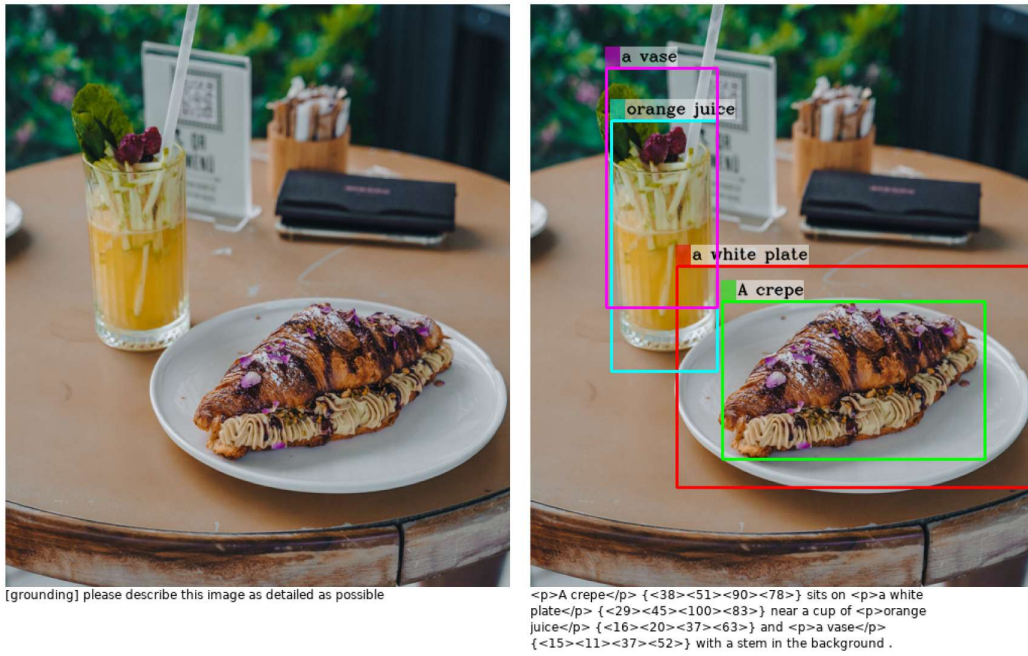 a vase
orange juice
a white plate
A crepe
[grounding] please describe this image as detailed as possible
<p>A crepe</p> {<38><51><90><78>} sits on <p>a white
plate</p> {<29><45><100><83>} near a cup of <p>orange
juice</p> {<16><20><37><63>} and <p>a vase</p>
{<15><11><37><52>} with a stem in the background .